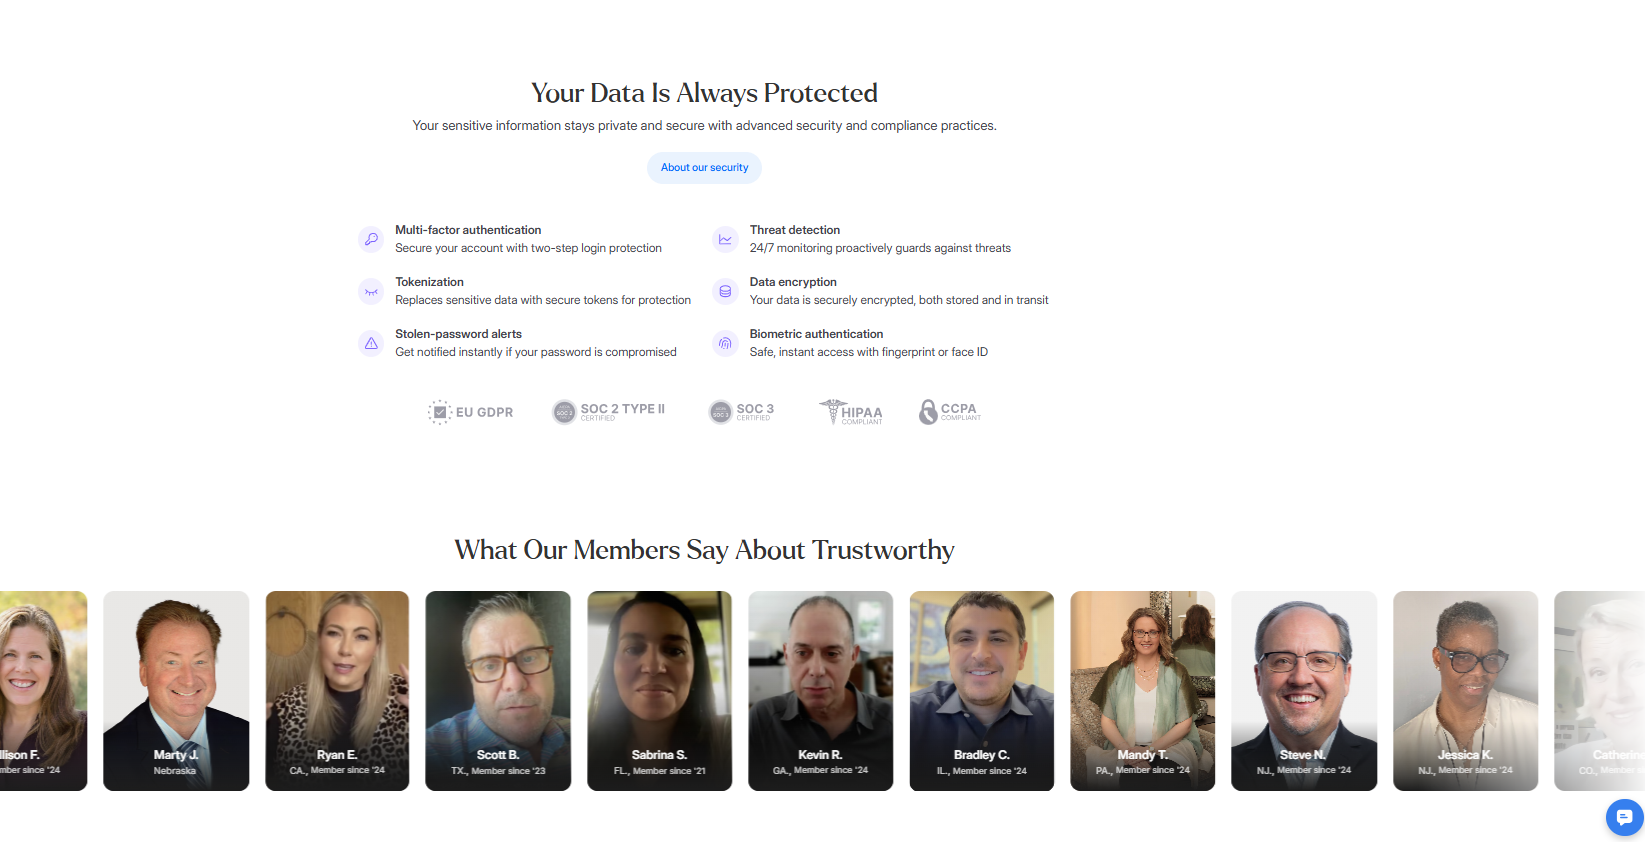 Your Data Is Always Protected
Your sensitive information stays private and secure with advanced security and compliance practices.
About our security
Multi-factor authentication
Secure your account with two-step login protection
Threat detection
24/7 monitoring proactively guards against threats
Tokenization
Replaces sensitive data with secure tokens for protection
Data encryption
Your data is securely encrypted, both stored and in transit
Stolen-password alerts
Get notified instantly if your password is compromised
Biometric authentication
Safe, instant access with fingerprint or face ID
EU GDPR
SOC 2 TYPE II
CERTIFIED
SOC 3
CERTIFIED
HIPAA
COMPLIANT
CCPA
COMPLIANT
What Our Members Say About Trustworthy
llison F.
mber since '24
Marty J.
Nebraska
Ryan E.
CA., Member since '24
Scott B.
TX., Member since '23
Sabrina S.
FL., Member since '21
Kevin R.
GA., Member since '24
Bradley C.
IL., Member since '24
Mandy T.
PA., Member since '24
Steve N.
NJ., Member since '24
Jessica K.
NJ., Member since '24
Catherine
CO., Member s